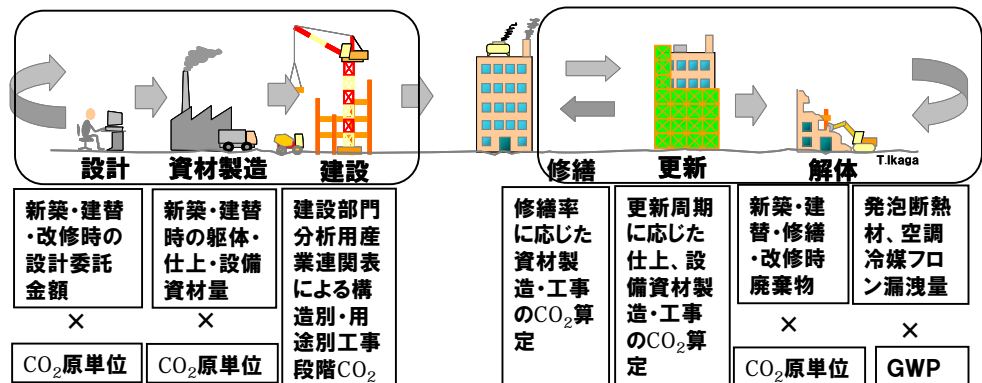 設計
資材製造
建設
修繕
更新
解体
T.Ikaga
新築・建替
・改修時の
設計委託
金額
×
CO₂原単位
新築・建替
時の躯体・
仕上・設備
資材量
×
CO₂原単位
建設部門
分析用産
業連関表
による構
造別・用
途別工事
段階CO₂
修繕率
に応じた
資材製
造・工事
のCO₂算
定
更新周期
に応じた
仕上、設
備資材製
造・工事
のCO₂算
定
新築・建
替・修繕
・改修時
廃棄物
×
CO₂原単位
発泡断熱
材、空調
冷媒フロ
ン漏洩量
×
GWP